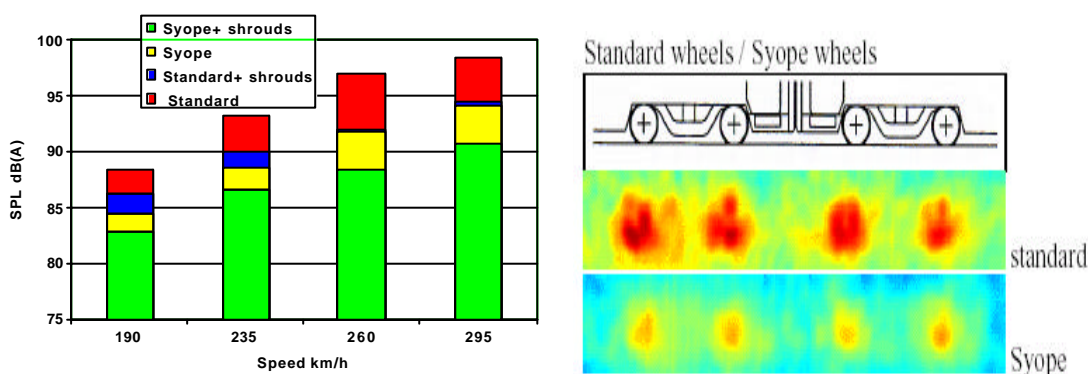 Syope+ shrouds
Syope
Standard+ shrouds
Standard
100
95
90
85
80
75
SPL dB(A)
190 235 260 295
Speed km/h
Standard wheels / Syope wheels
standard
Syope